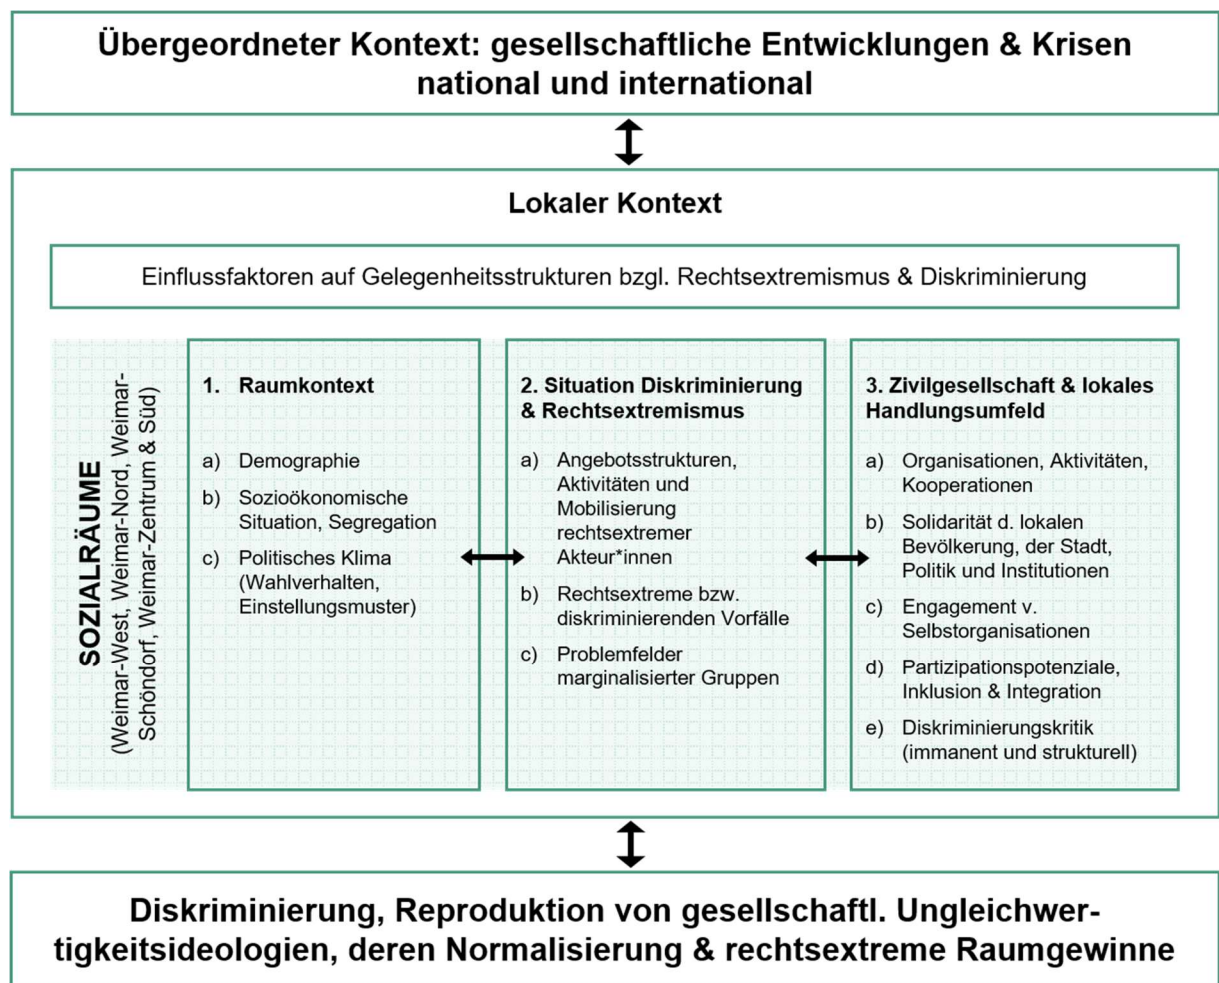 Übergeordneter Kontext: gesellschaftliche Entwicklungen & Krisen
national und international
Lokaler Kontext
Einflussfaktoren auf Gelegenheitsstrukturen bzgl. Rechtsextremismus & Diskriminierung
SOZIALRÄUME
(Weimar-West, Weimar-Nord, Weimar-
Schöndorf, Weimar-Zentrum & Süd)
1. Raumkontext
a) Demographie
b) Sozioökonomische
Situation, Segregation
c) Politisches Klima
(Wahlverhalten,
Einstellungsmuster)
2. Situation Diskriminierung
& Rechtsextremismus
a) Angebotsstrukturen,
Aktivitäten und
Mobilisierung
rechtsextremer
Akteur*innen
b) Rechtsextreme bzw.
diskriminierenden Vorfälle
c) Problemfelder
marginalisierter Gruppen
3. Zivilgesellschaft & lokales
Handlungsumfeld
a) Organisationen, Aktivitäten,
Kooperationen
b) Solidarität d. lokalen
Bevölkerung, der Stadt,
Politik und Institutionen
c) Engagement v.
Selbstorganisationen
d) Partizipationspotenziale,
Inklusion & Integration
e) Diskriminierungskritik
(immanent und strukturell)
Diskriminierung, Reproduktion von gesellschaftl. Ungleichwer-
tigkeitsideologien, deren Normalisierung & rechtsextreme Raumgewinne